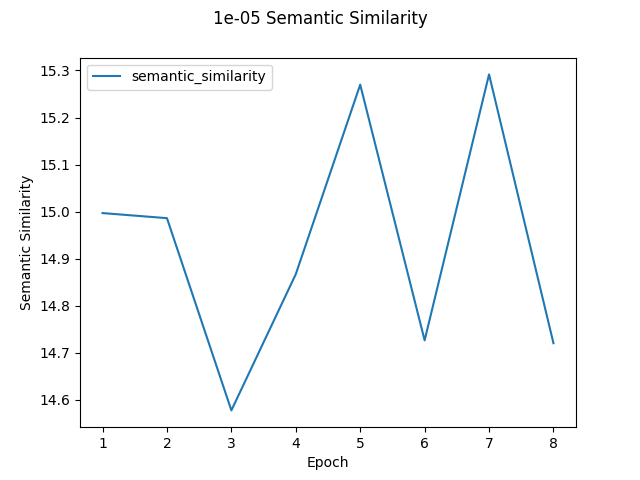 1e-05 Semantic Similarity
semantic_similarity
15.3
15.2
15.1
15.0
14.9
14.8
14.7
14.6
Semantic Similarity
1 2 3 4 5 6 7 8
Epoch